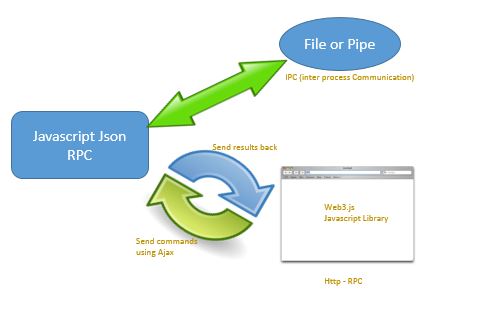 File or Pipe
IPC (inter process Communication)
Javascript Json
RPC
Send results back
Web3.js
Javascript Library
Send commands
using Ajax
Http - RPC